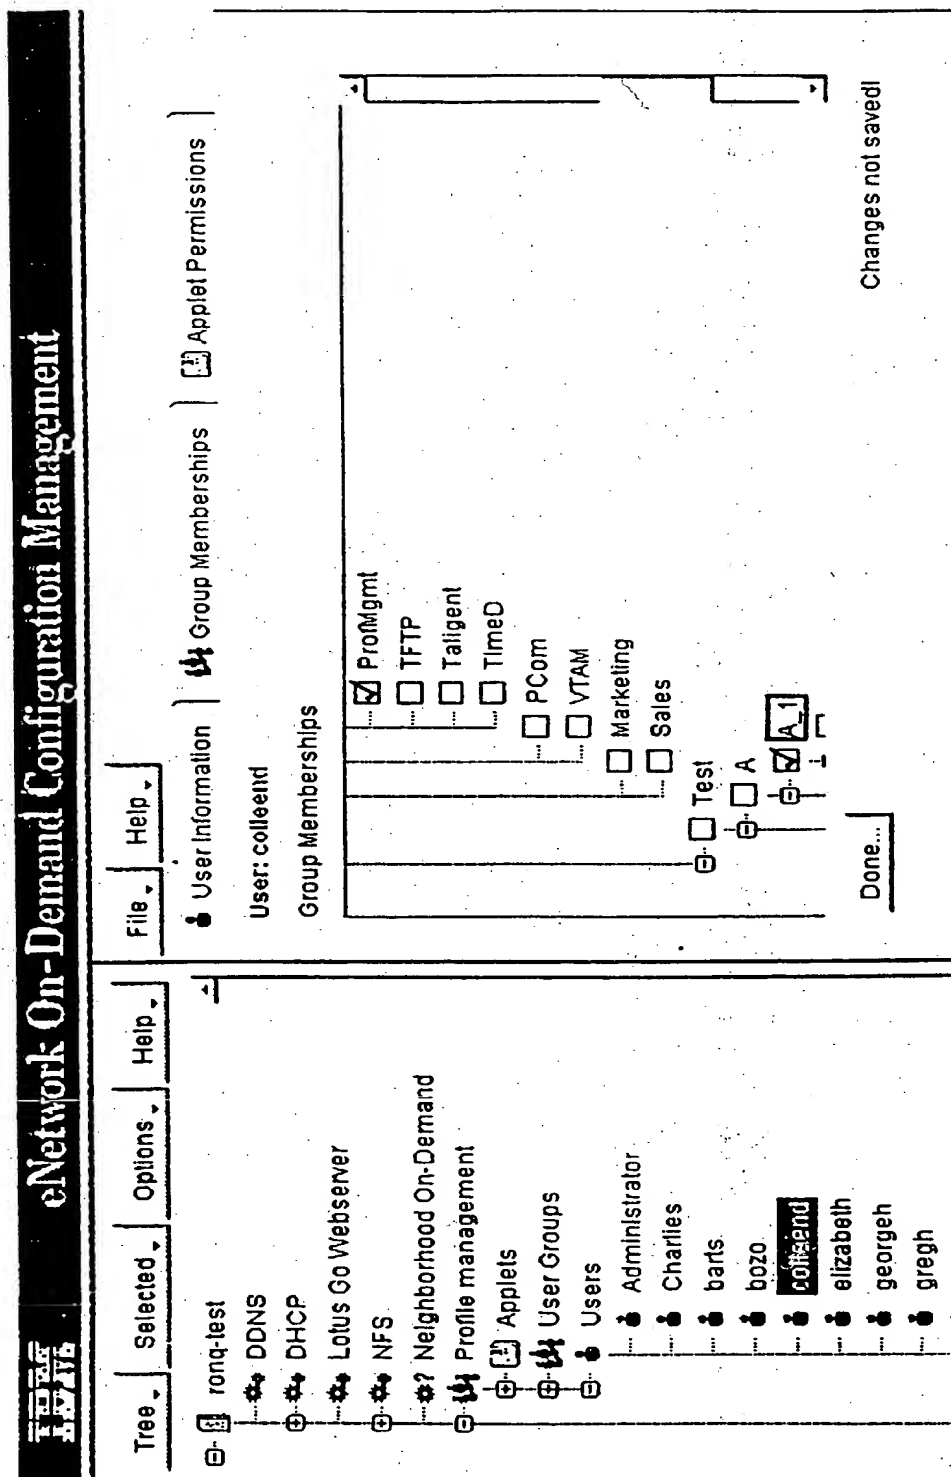 IBM
eNetwork On-Demand Configuration Management
Tree
Selected
Options
Help
ronq-test
DDNS
DHCP
Lotus Go Webserver
NFS
Neighborhood On-Demand
Profile management
Applets
User Groups
Users
Administrator
Charlies
barts
bozo
colleend
elizabeth
georgeh
gregh
File
Help
User Information
Group Memberships
Applet Permissions
User: colleend
Group Memberships
ProfMgmt
TFTP
Taligent
TimeD
PCom
VTAM
Marketing
Sales
Test
A
A_1
Done...
Changes not saved!